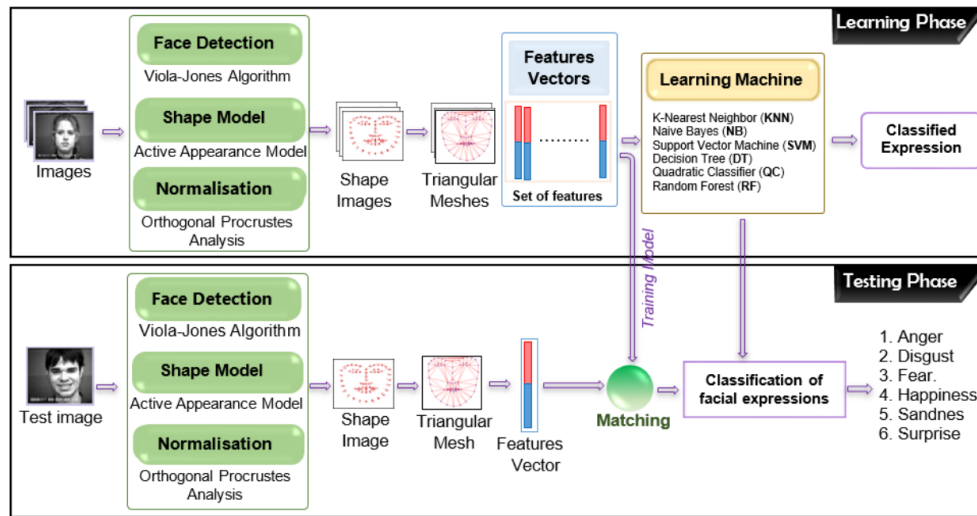 Learning Phase
Face Detection
Viola-Jones Algorithm
Shape Model
Active Appearance Model
Normalisation
Orthogonal Procrustes
Analysis
Images
Shape
Images
Triangular
Meshes
Features
Vectors
........
Set of features
Learning Machine
K-Nearest Neighbor (KNN)
Naive Bayes (NB)
Support Vector Machine (SVM)
Decision Tree (DT)
Quadratic Classifier (QC)
Random Forest (RF)
Classified
Expression
Training Model
Testing Phase
Face Detection
Viola-Jones Algorithm
Shape Model
Active Appearance Model
Normalisation
Orthogonal Procrustes
Analysis
Test image
Shape
Image
Triangular
Mesh
Features
Vector
Matching
Classification of
facial expressions
1. Anger
2. Disgust
3. Fear.
4. Happiness
5. Sandnes
6. Surprise